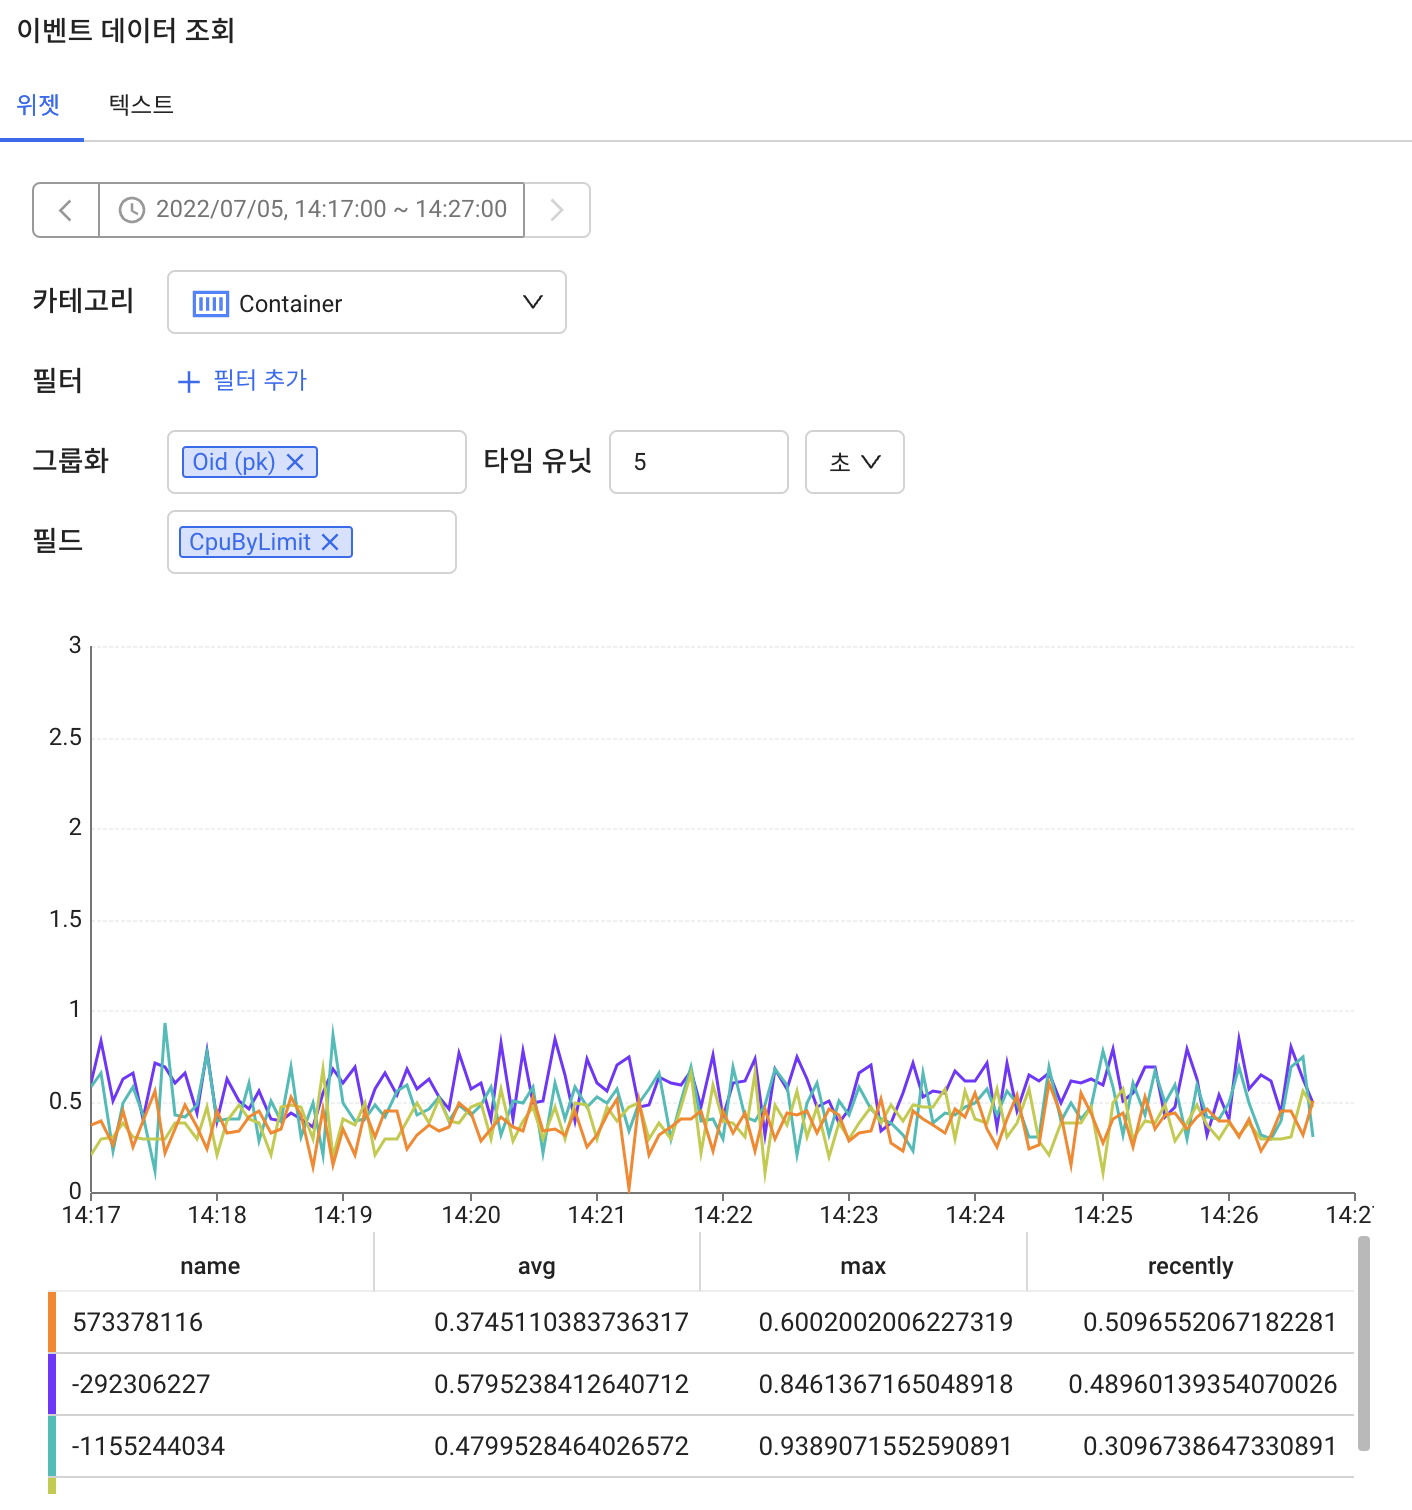 이벤트 데이터 조회
위젯 텍스트
2022/07/05, 14:17:00 ~ 14:27:00
카테고리 Container
필터 + 필터 추가
그룹화 Oid (pk) 타임 유닛 5 초
필드 CpuByLimit
3
2.5
2
1.5
1
0.5
0
14:17 14:18 14:19 14:20 14:21 14:22 14:23 14:24 14:25 14:26 14:2
name avg max recently
573378116 0.3745110383736317 0.6002002006227319 0.5096552067182281
-292306227 0.5795238412640712 0.8461367165048918 0.48960139354070026
-1155244034 0.4799528464026572 0.9389071552590891 0.3096738647330891